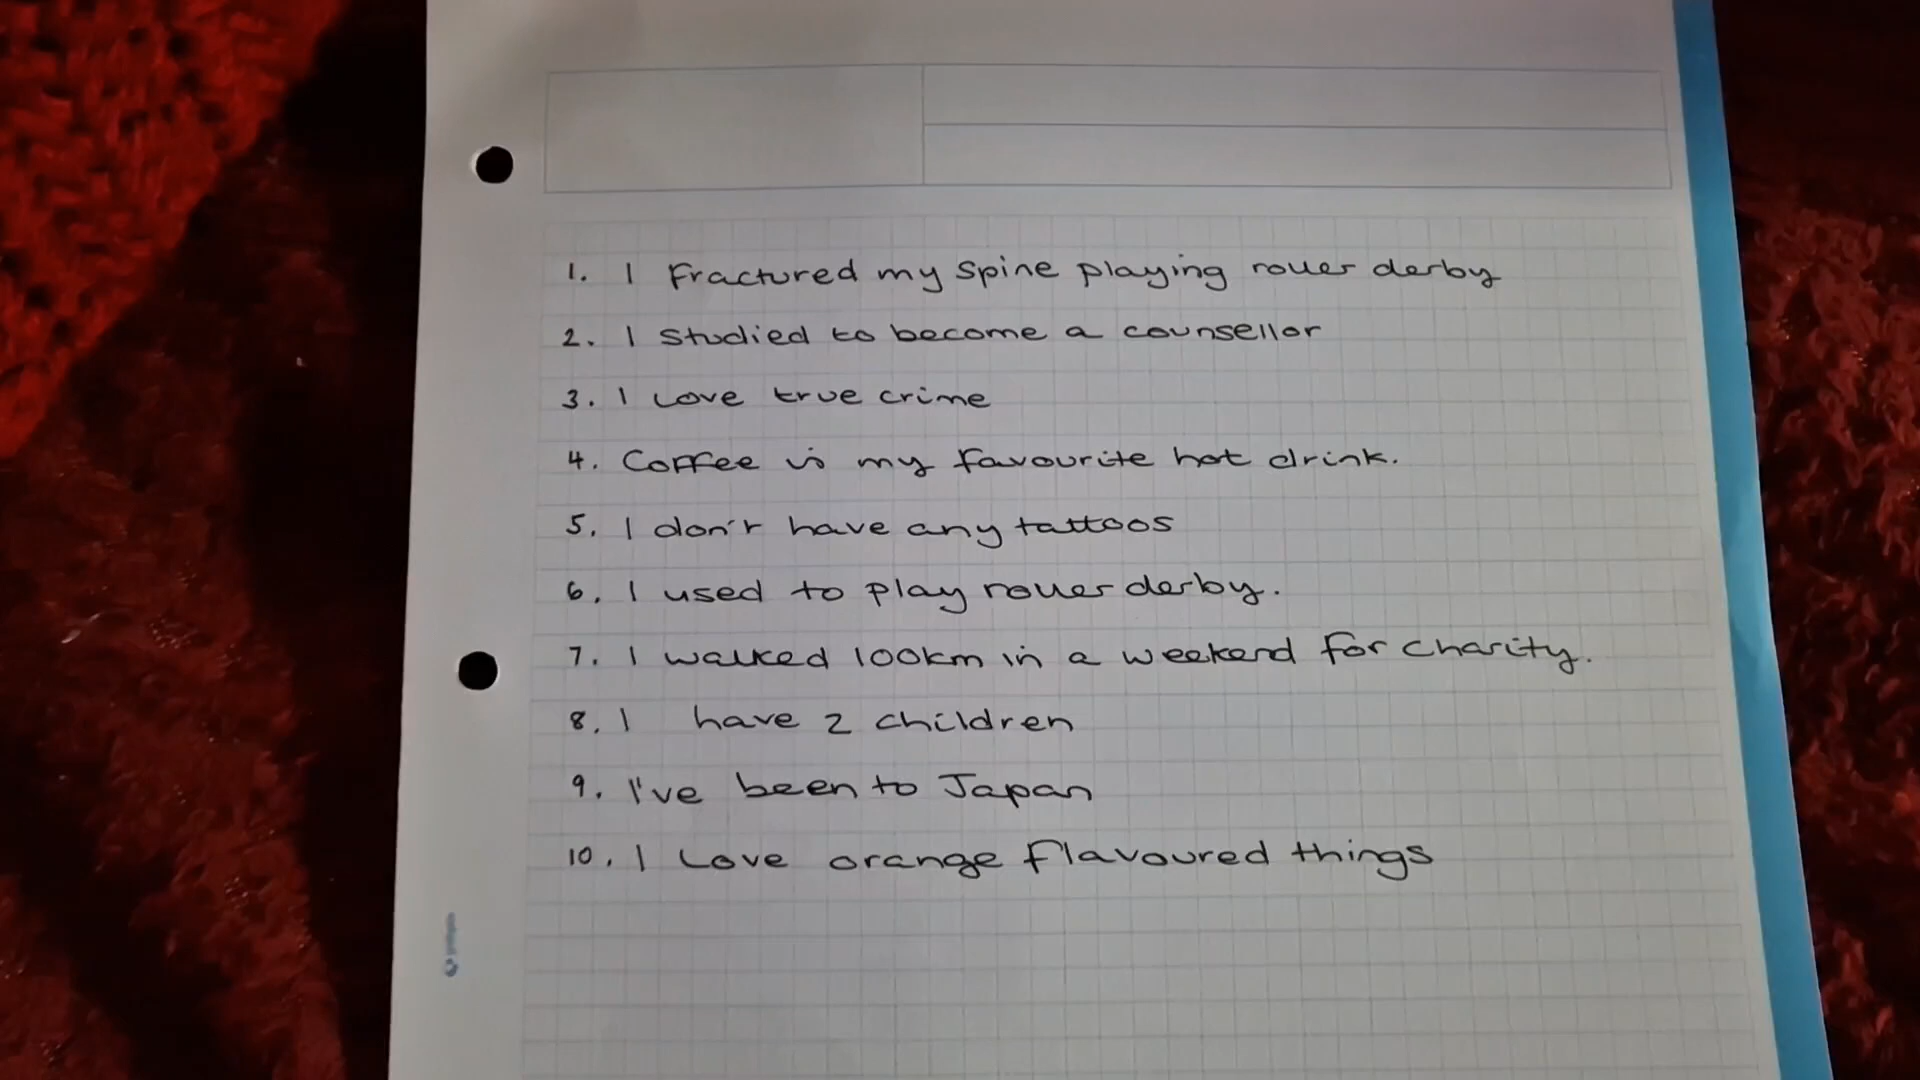 1. I Fractured my spine playing roller derby
2. I studied to become a counsellor
3. I love true crime
4. Coffee is my favourite hot drink.
5. I don't have any tattoos
6. I used to play roller derby.
7. I walked 100km in a weekend for charity.
8. I have 2 children
9. I've been to Japan
10. I love orange flavoured things